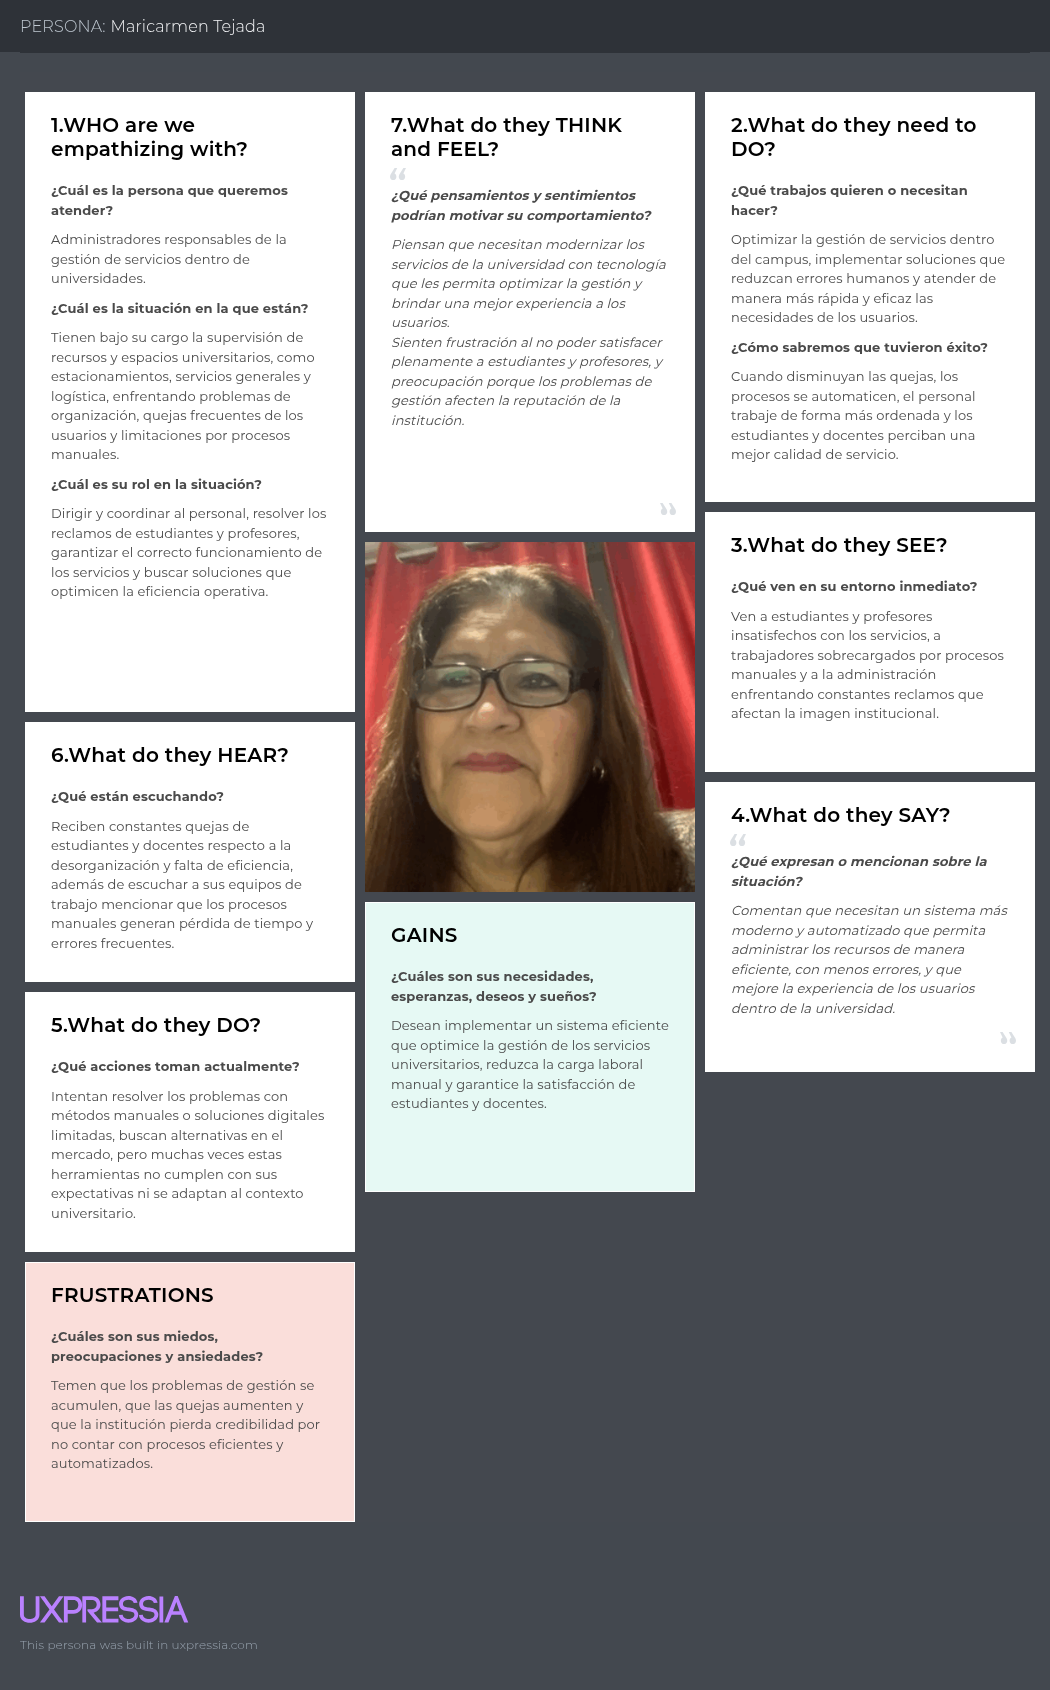 PERSONA: Maricarmen Tejada
1.WHO are we
empathizing with?
¿Cuál es la persona que queremos
atender?
Administradores responsables de la
gestión de servicios dentro de
universidades.
¿Cuál es la situación en la que están?
Tienen bajo su cargo la supervisión de
recursos y espacios universitarios, como
estacionamientos, servicios generales y
logística, enfrentando problemas de
organización, quejas frecuentes de los
usuarios y limitaciones por procesos
manuales.
¿Cuál es su rol en la situación?
Dirigir y coordinar al personal, resolver los
reclamos de estudiantes y profesores,
garantizar el correcto funcionamiento de
los servicios y buscar soluciones que
optimicen la eficiencia operativa.
6.What do they HEAR?
¿Qué están escuchando?
Reciben constantes quejas de
estudiantes y docentes respecto a la
desorganización y falta de eficiencia,
además de escuchar a sus equipos de
trabajo mencionar que los procesos
manuales generan pérdida de tiempo y
errores frecuentes.
5.What do they DO?
¿Qué acciones toman actualmente?
Intentan resolver los problemas con
métodos manuales o soluciones digitales
limitadas, buscan alternativas en el
mercado, pero muchas veces estas
herramientas no cumplen con sus
expectativas ni se adaptan al contexto
universitario.
FRUSTRATIONS
¿Cuáles son sus miedos,
preocupaciones y ansiedades?
Temen que los problemas de gestión se
acumulen, que las quejas aumenten y
que la institución pierda credibilidad por
no contar con procesos eficientes y
automatizados.
7.What do they THINK
and FEEL?
“
¿Qué pensamientos y sentimientos
podrían motivar su comportamiento?
Piensan que necesitan modernizar los
servicios de la universidad con tecnología
que les permita optimizar la gestión y
brindar una mejor experiencia a los
usuarios.
Sienten frustración al no poder satisfacer
plenamente a estudiantes y profesores, y
preocupación porque los problemas de
gestión afecten la reputación de la
institución.
”
GAINS
¿Cuáles son sus necesidades,
esperanzas, deseos y sueños?
Desean implementar un sistema eficiente
que optimice la gestión de los servicios
universitarios, reduzca la carga laboral
manual y garantice la satisfacción de
estudiantes y docentes.
2.What do they need to
DO?
¿Qué trabajos quieren o necesitan
hacer?
Optimizar la gestión de servicios dentro
del campus, implementar soluciones que
reduzcan errores humanos y atender de
manera más rápida y eficaz las
necesidades de los usuarios.
¿Cómo sabremos que tuvieron éxito?
Cuando disminuyan las quejas, los
procesos se automaticen, el personal
trabaje de forma más ordenada y los
estudiantes y docentes perciban una
mejor calidad de servicio.
3.What do they SEE?
¿Qué ven en su entorno inmediato?
Ven a estudiantes y profesores
insatisfechos con los servicios, a
trabajadores sobrecargados por procesos
manuales y a la administración
enfrentando constantes reclamos que
afectan la imagen institucional.
4.What do they SAY?
“
¿Qué expresan o mencionan sobre la
situación?
Comentan que necesitan un sistema más
moderno y automatizado que permita
administrar los recursos de manera
eficiente, con menos errores, y que
mejore la experiencia de los usuarios
dentro de la universidad.
”
UXPRESSIA
This persona was built in uxpressia.com